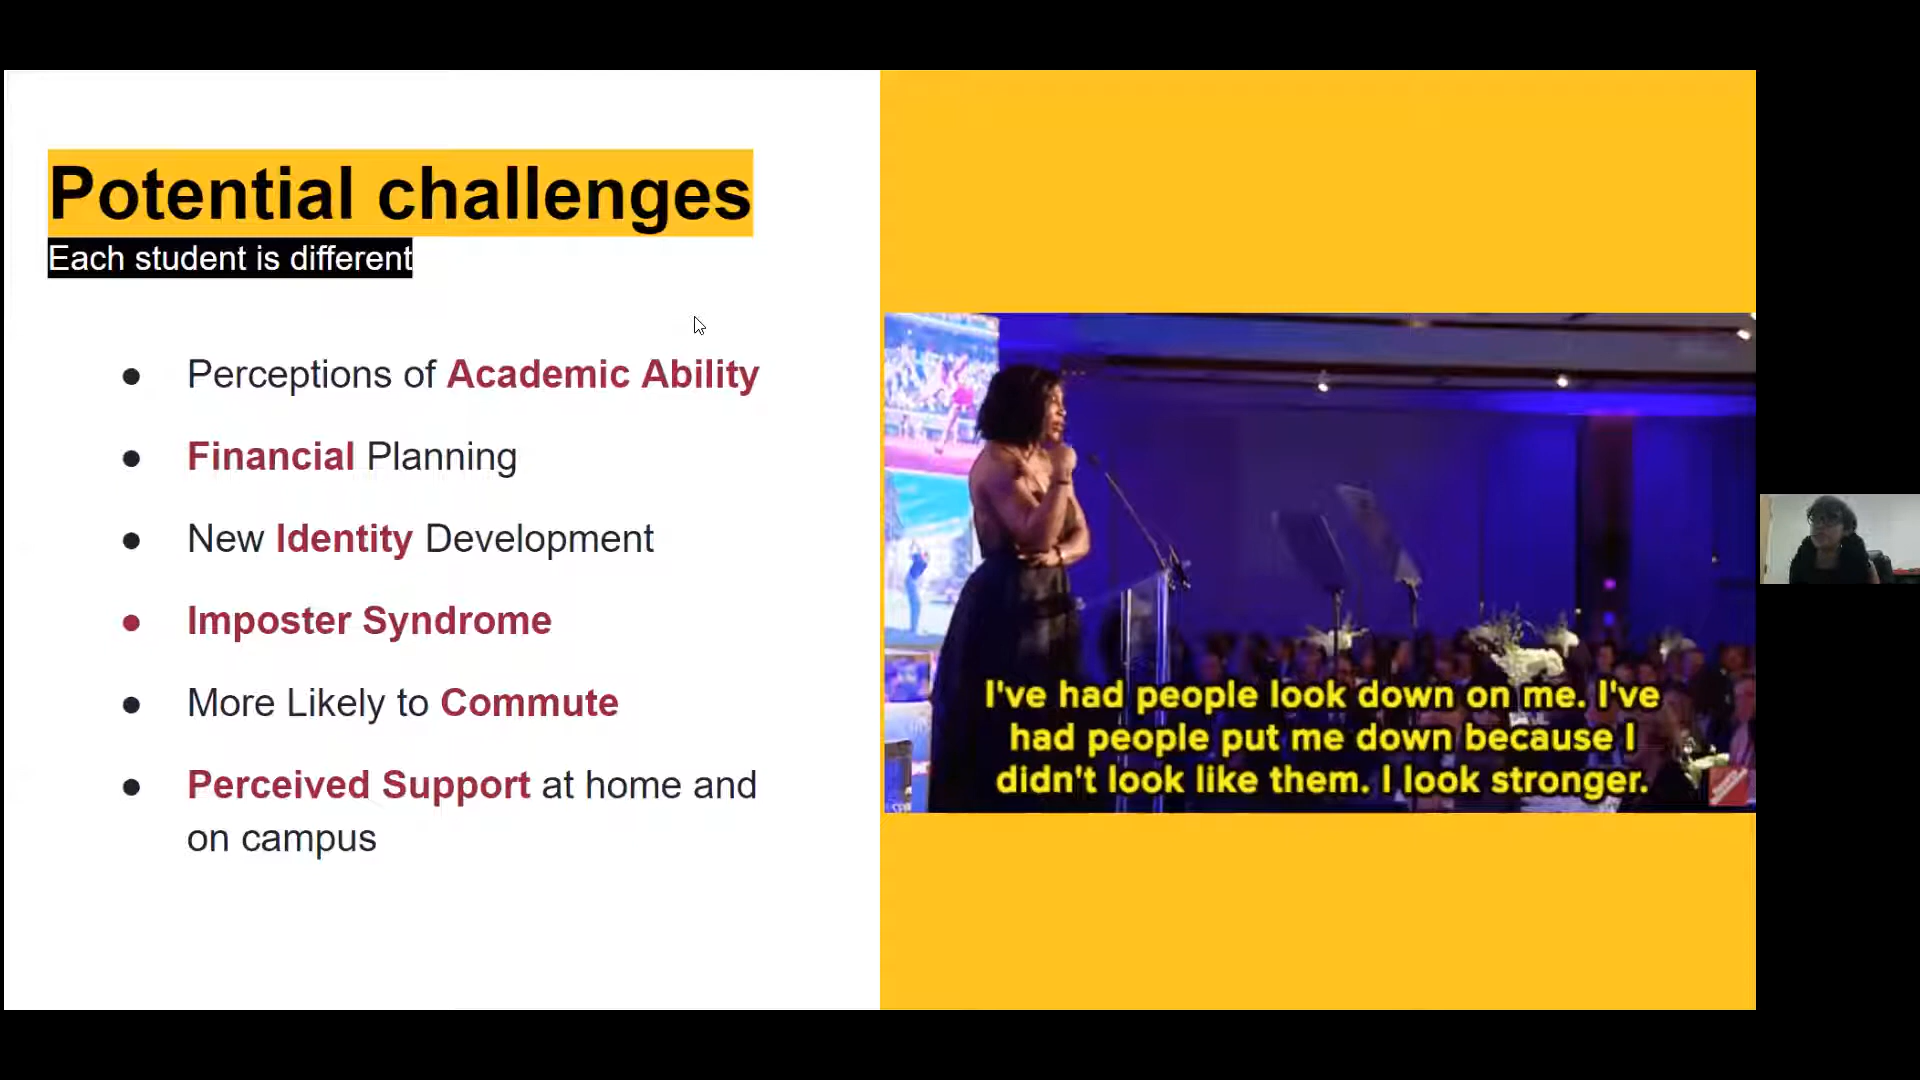 Potential challenges
Each student is different
● Perceptions of Academic Ability
● Financial Planning
● New Identity Development
● Imposter Syndrome
● More Likely to Commute
● Perceived Support at home and
on campus
I've had people look down on me. I've
had people put me down because I
didn't look like them. I look stronger.